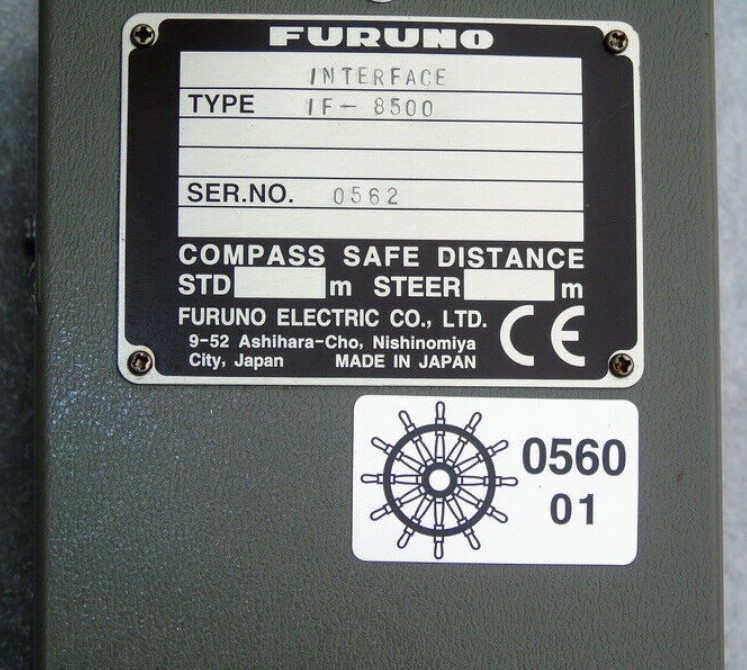 FURUNO
INTERFACE
TYPE IF- 8500
SER.NO. 0562
COMPASS SAFE DISTANCE
STD m STEER m
FURUNO ELECTRIC CO., LTD.
9-52 Ashihara-Cho, Nishinomiya
City, Japan MADE IN JAPAN
CE
0560
01